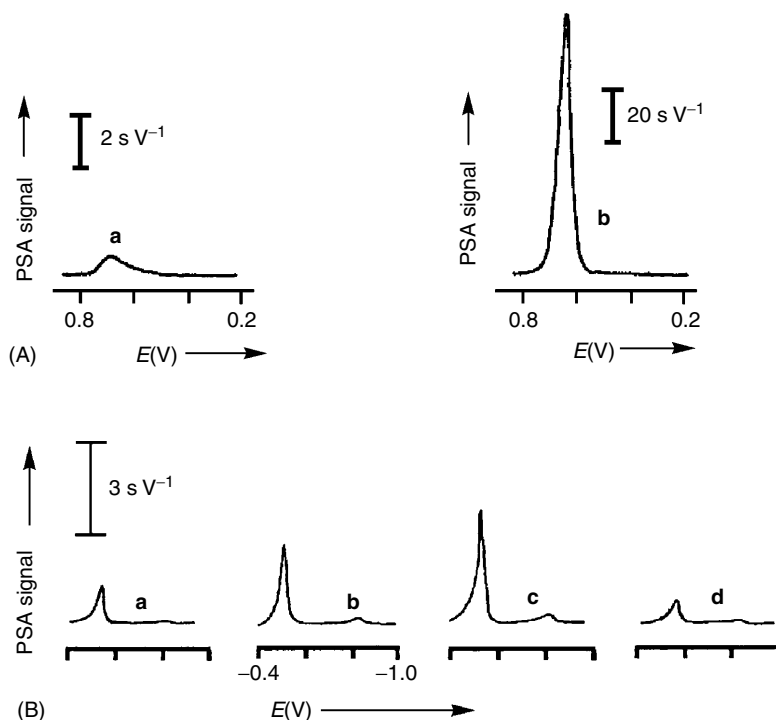 2 s V⁻¹
PSA signal
a
0.8
0.2
E(V)
(A)
20 s V⁻¹
PSA signal
b
0.8
0.2
E(V)
3 s V⁻¹
PSA signal
a
b
c
d
−0.4
−1.0
(B)
E(V)